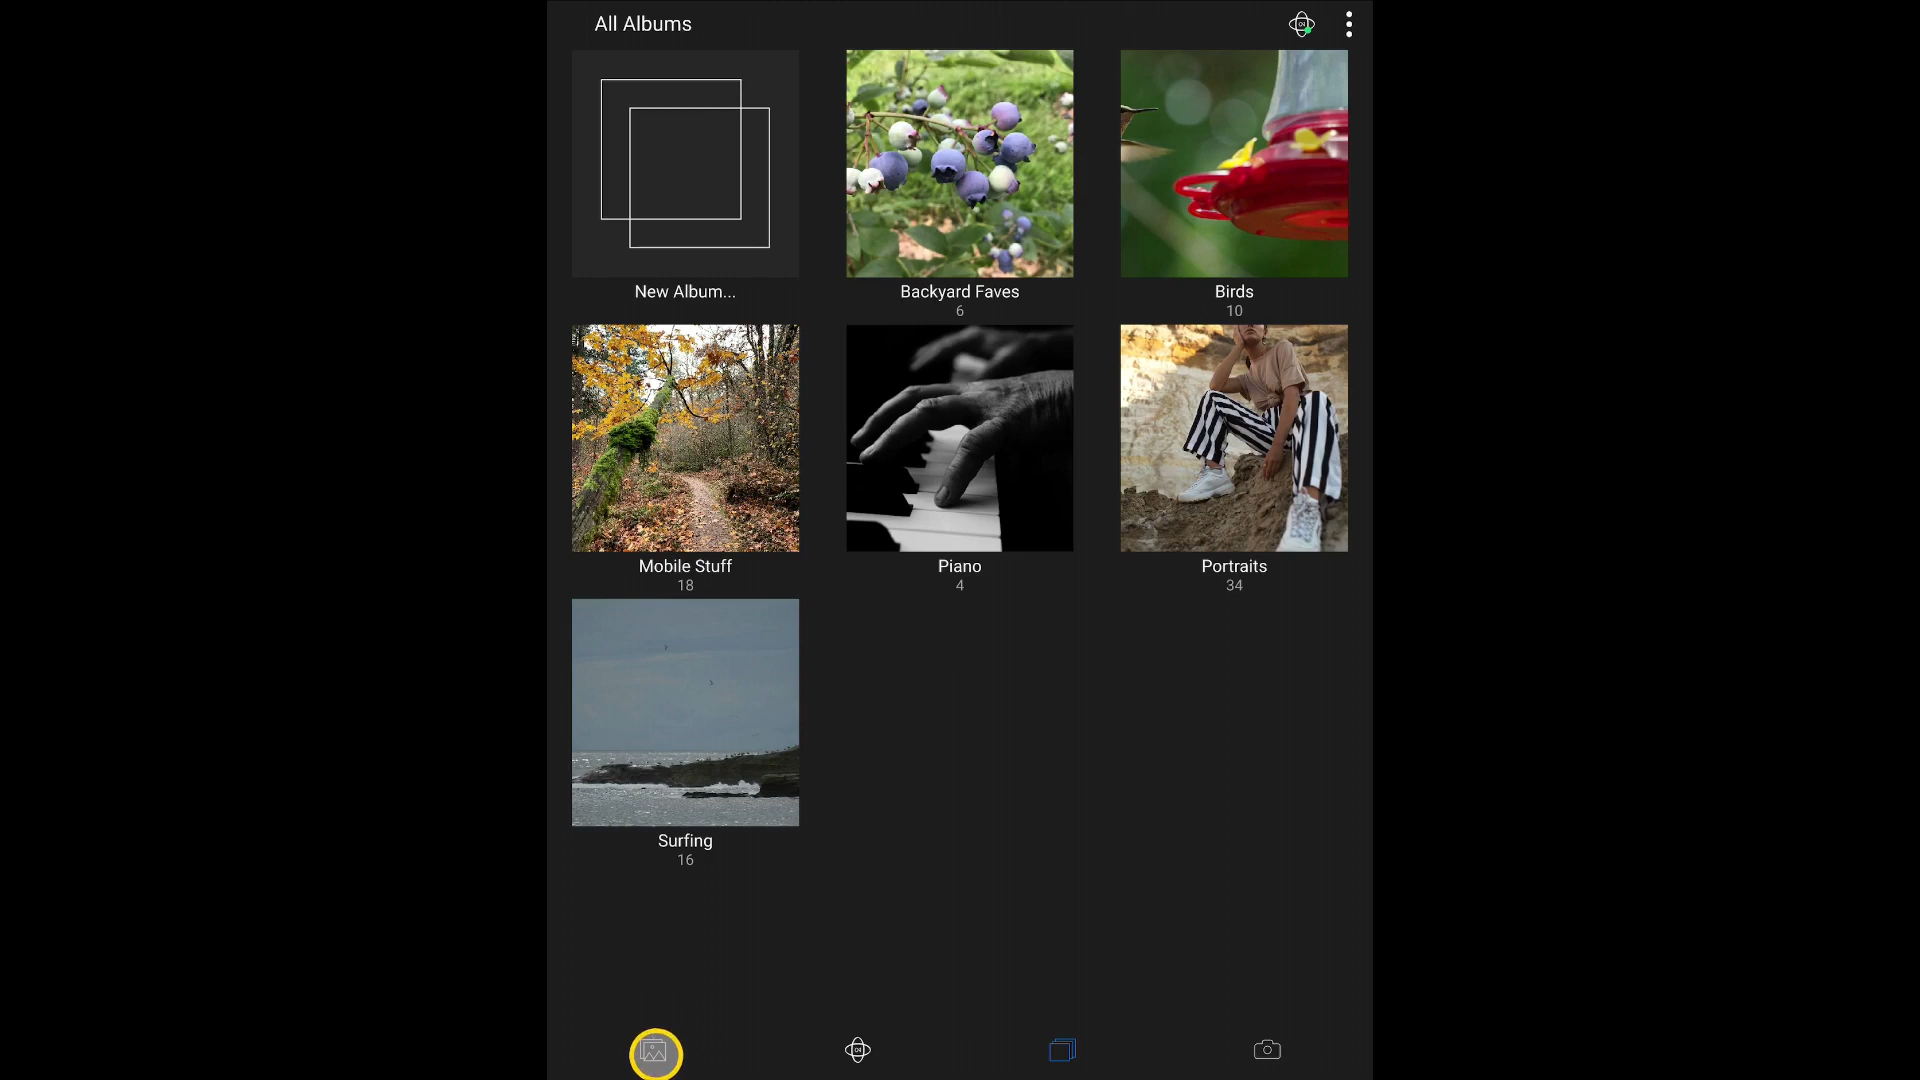 All Albums
New Album...
Backyard Faves
6
Birds
10
Mobile Stuff
18
Piano
4
Portraits
34
Surfing
16